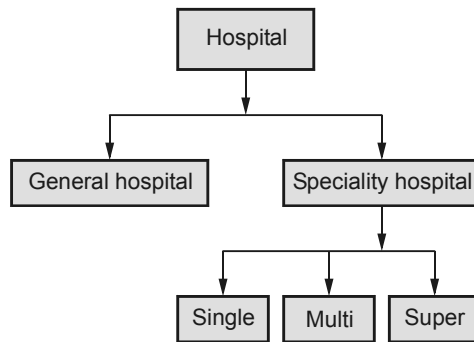 Hospital
General hospital
Speciality hospital
Single
Multi
Super